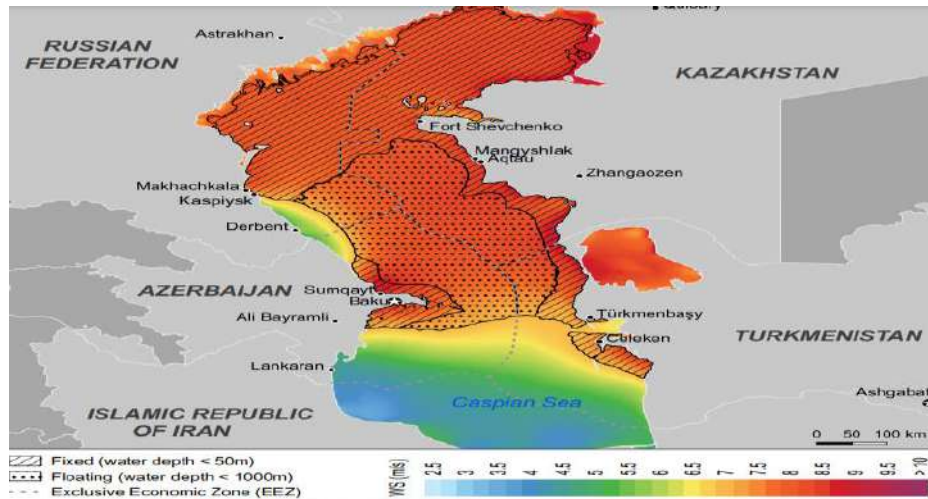 Astrakhan
RUSSIAN
FEDERATION
KAZAKHSTAN
Fort Shevchenko
Mangyshlak
Aqtau
Zhangaozen
Makhachkala
Kaspiysk
Derbent
AZERBAIJAN
Sumqayt
Baku
Ali Bayramli
Türkmenbaşy
Celeken
TURKMENISTAN
Lankaran
Caspian Sea
Ashgabat
ISLAMIC REPUBLIC
OF IRAN
0 50 100 km
Fixed (water depth < 50m)
Floating (water depth < 1000m)
Exclusive Economic Zone (EEZ)
WS (m/s)
2.5 3 3.5 4 4.5 5 5.5 6 6.5 7 7.5 8 8.5 9 9.5 > 10